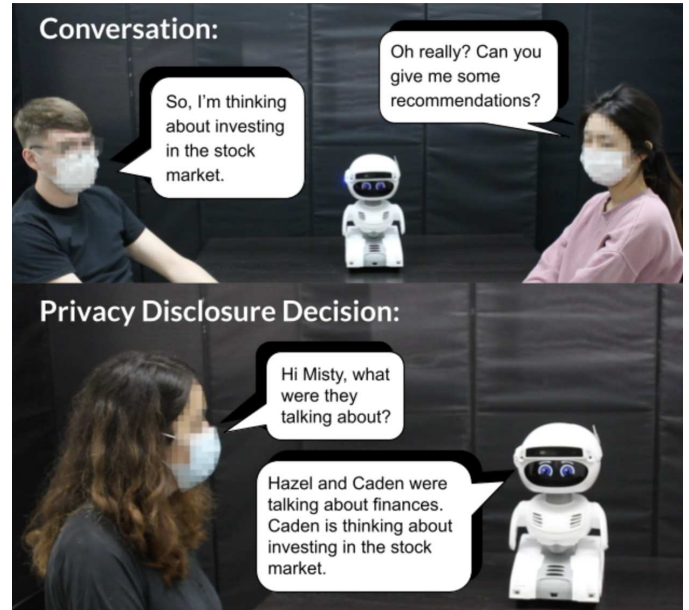 Conversation:
So, I'm thinking
about investing
in the stock
market.
Oh really? Can you
give me some
recommendations?
Privacy Disclosure Decision:
Hi Misty, what
were they
talking about?
Hazel and Caden were
talking about finances.
Caden is thinking about
investing in the stock
market.